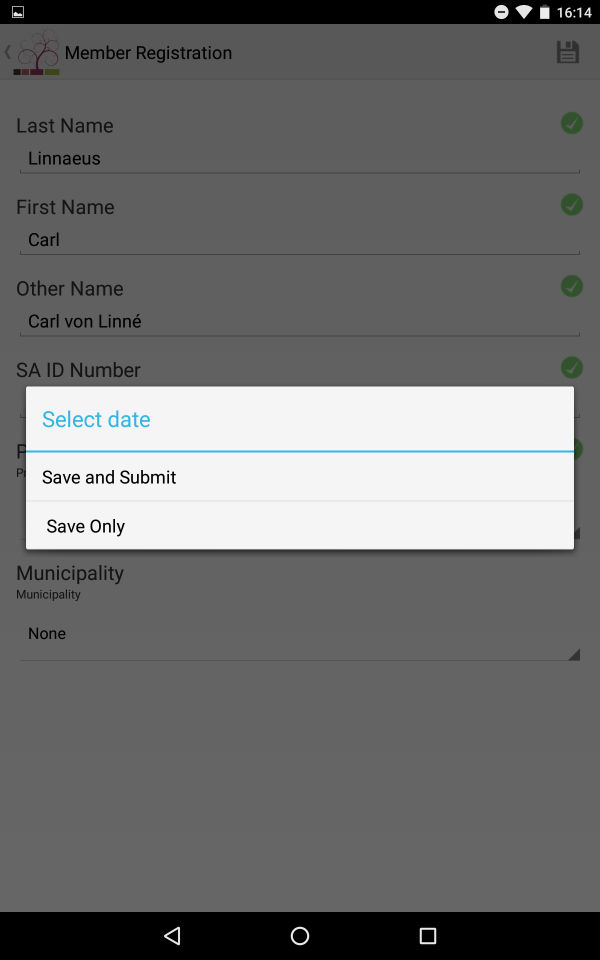 16:14
Member Registration
Last Name
Linnaeus
First Name
Carl
Other Name
Carl von Linné
SA ID Number
Select date
Save and Submit
Save Only
Municipality
Municipality
None